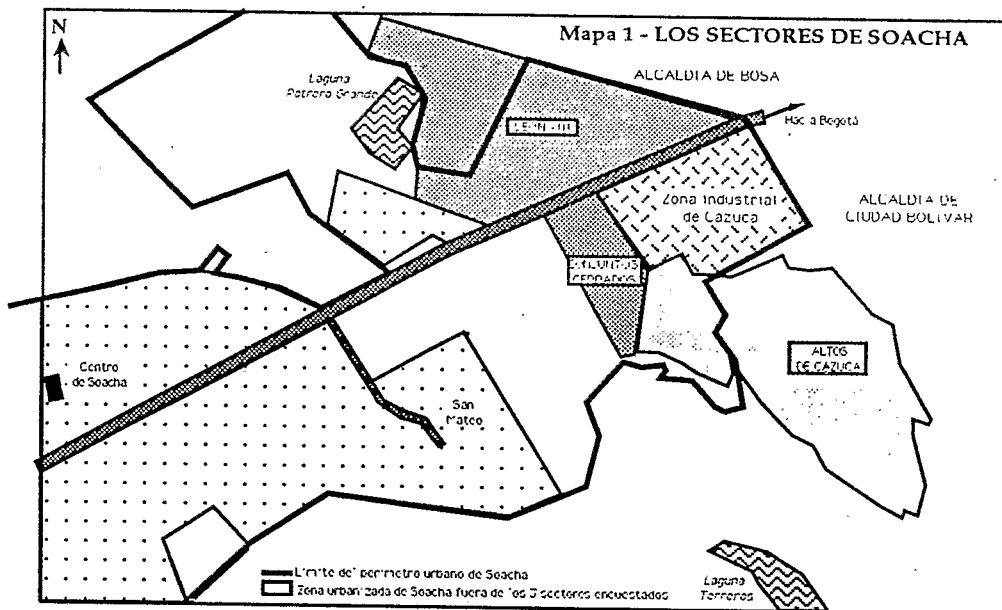 N
Mapa 1 - LOS SECTORES DE SOACHA
Laguna
Potrero Grande
ALCALDIA DE BOSA
LEON XIII
Hacia Bogotá
Zona Industrial
de Cazuca
ALCALDIA DE
CIUDAD BOLIVAR
CONJUNTOS
CERRADOS
ALTOS
DE CAZUCA
Centro
de Soacha
San
Mateo
Límite del perímetro urbano de Soacha
Zona urbanizada de Soacha fuera de los 3 sectores encuestados
Laguna
Terreros